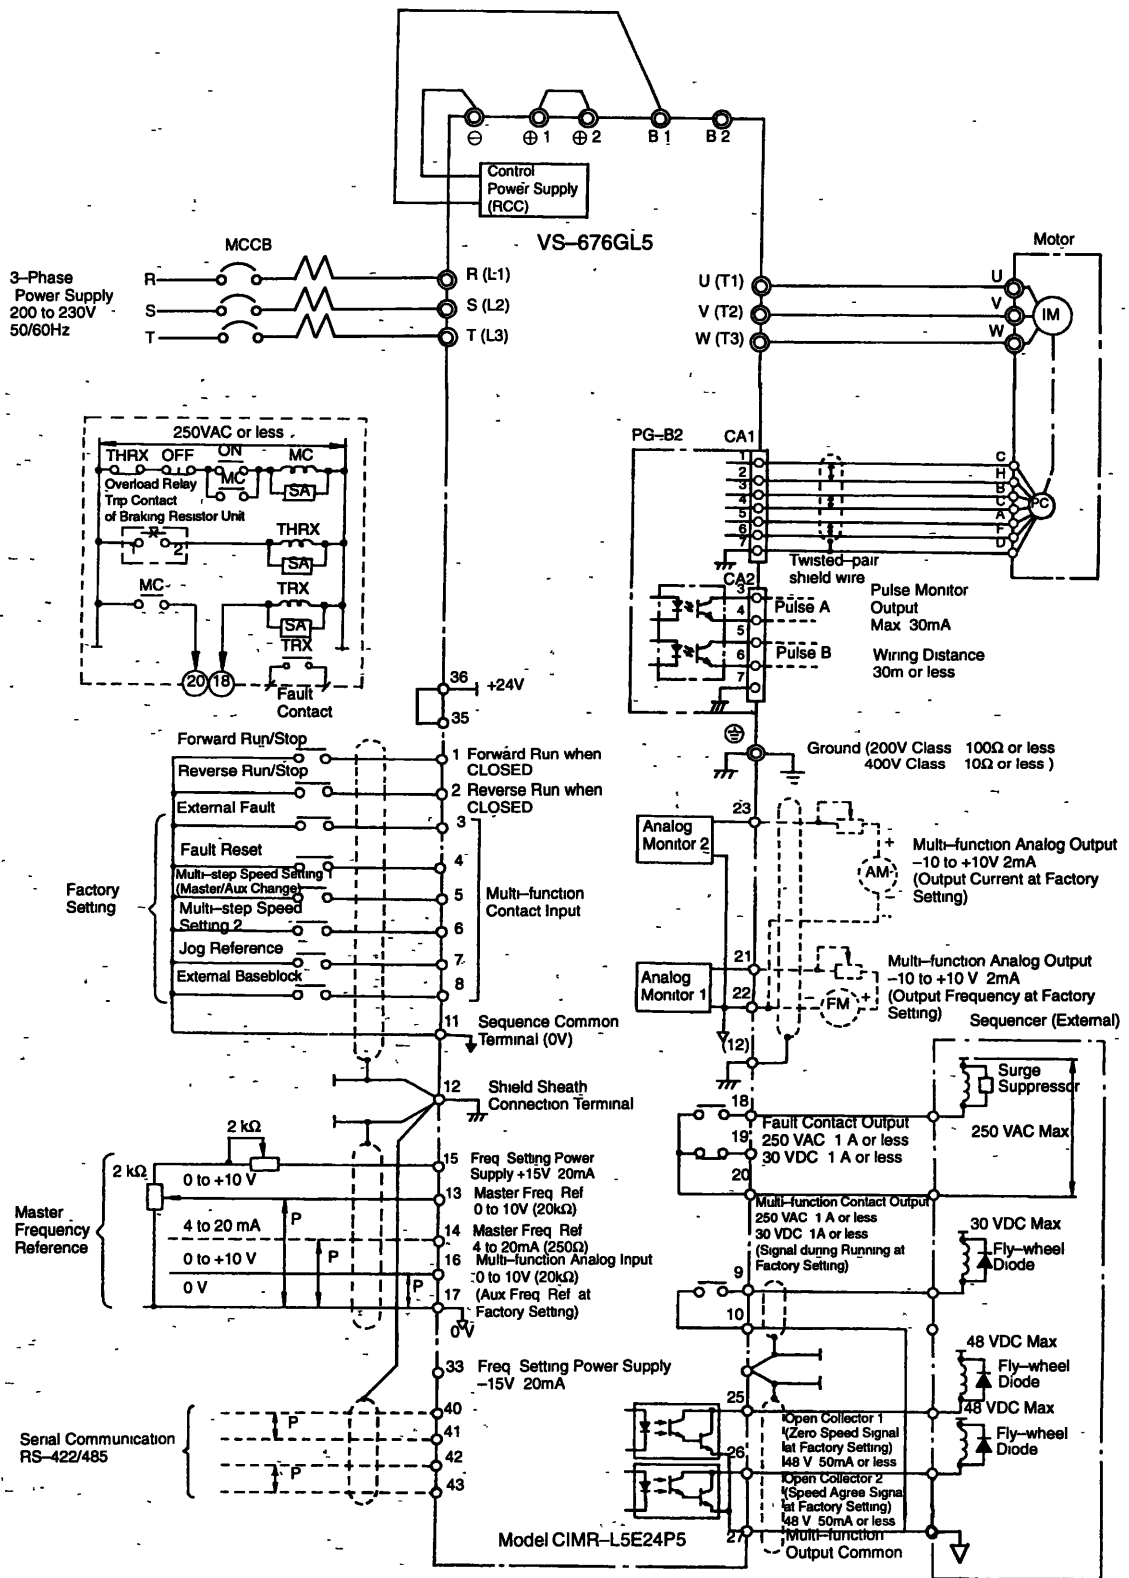 ⊖ ⊕ 1 ⊕ 2 B 1 B 2
Control
Power Supply
(RCC)
VS–676GL5
MCCB
3–Phase
Power Supply
200 to 230V
50/60Hz
R
S
T
R (L1)
S (L2)
T (L3)
U (T1)
V (T2)
W (T3)
Motor
U
V
W
IM
250VAC or less
THRX OFF ON MC
MC
SA
Overload Relay
Trip Contact
of Braking Resistor Unit
1 2
THRX
SA
MC
TRX
SA
TRX
20 18
Fault
Contact
PG–B2 CA1
1
2
3
4
5
6
7
C
H
B
C
A
F
D
PC
Twisted–pair
shield wire
CA2
3
4
5
6
7
Pulse A
Pulse B
Pulse Monitor
Output
Max 30mA
Wiring Distance
30m or less
36 +24V
35
Ground (200V Class 100Ω or less
400V Class 10Ω or less )
Forward Run/Stop
Reverse Run/Stop
External Fault
Fault Reset
Multi–step Speed Setting 1
(Master/Aux Change)
Multi–step Speed
Setting 2
Jog Reference
External Baseblock
Factory
Setting
1 Forward Run when
CLOSED
2 Reverse Run when
CLOSED
3
4
5
6
7
8
Multi–function
Contact Input
11 Sequence Common
Terminal (0V)
12 Shield Sheath
Connection Terminal
23
Analog
Monitor 2
AM
+
–
Multi–function Analog Output
–10 to +10V 2mA
(Output Current at Factory
Setting)
21
22
Analog
Monitor 1
(12)
– FM +
Multi–function Analog Output
–10 to +10 V 2mA
(Output Frequency at Factory
Setting)
Sequencer (External)
Surge
Suppressor
250 VAC Max
18
19
20
Fault Contact Output
250 VAC 1 A or less
30 VDC 1 A or less
Multi–function Contact Output
250 VAC 1 A or less
30 VDC 1A or less
(Signal during Running at
Factory Setting)
9
10
30 VDC Max
Fly–wheel
Diode
48 VDC Max
Fly–wheel
Diode
48 VDC Max
Fly–wheel
Diode
2 kΩ
2 kΩ
0 to +10 V
4 to 20 mA
0 to +10 V
0 V
P
P
P
Master
Frequency
Reference
15 Freq Setting Power
Supply +15V 20mA
13 Master Freq Ref
0 to 10V (20kΩ)
14 Master Freq Ref
4 to 20mA (250Ω)
16 Multi–function Analog Input
0 to 10V (20kΩ)
(Aux Freq Ref at
Factory Setting)
17
0V
33 Freq Setting Power Supply
–15V 20mA
Serial Communication
RS–422/485
P
P
40
41
42
43
25
26
27
Open Collector 1
(Zero Speed Signal
at Factory Setting)
48 V 50mA or less
Open Collector 2
(Speed Agree Signal
at Factory Setting)
48 V 50mA or less
Multi–function
Output Common
Model CIMR–L5E24P5